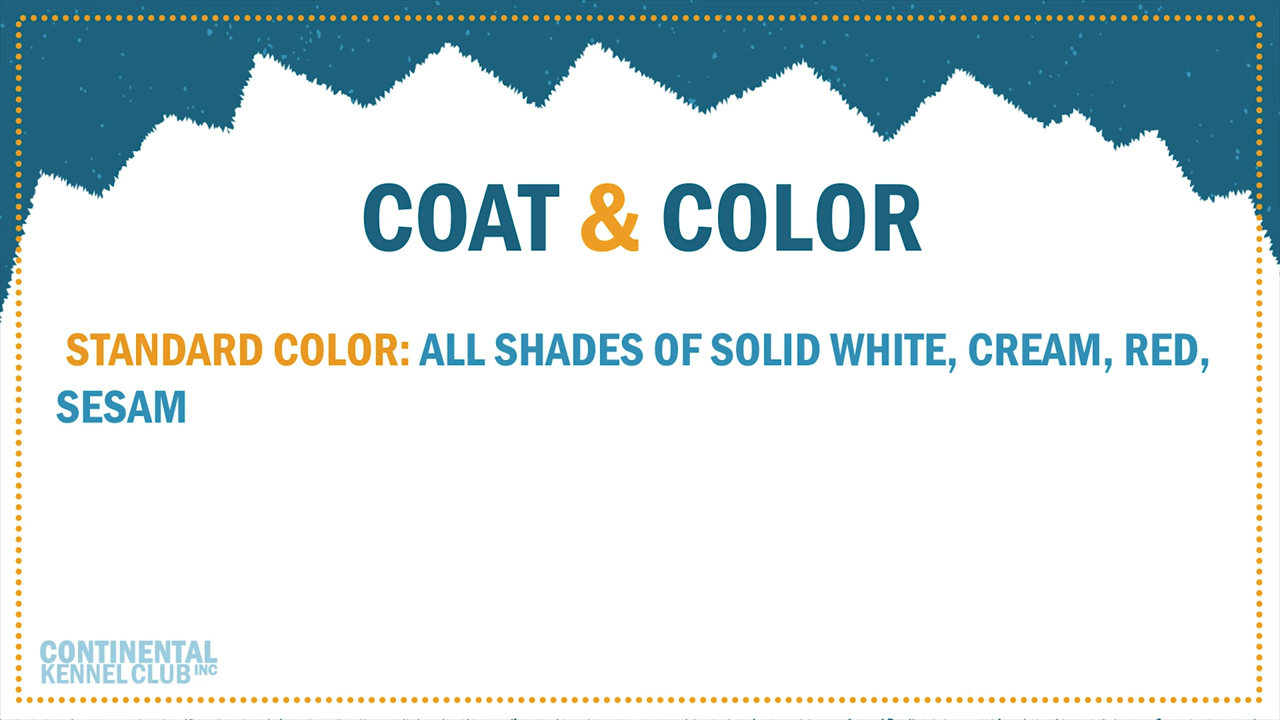 COAT & COLOR
STANDARD COLOR: ALL SHADES OF SOLID WHITE, CREAM, RED,
SESAM
CONTINENTAL
KENNEL CLUB INC